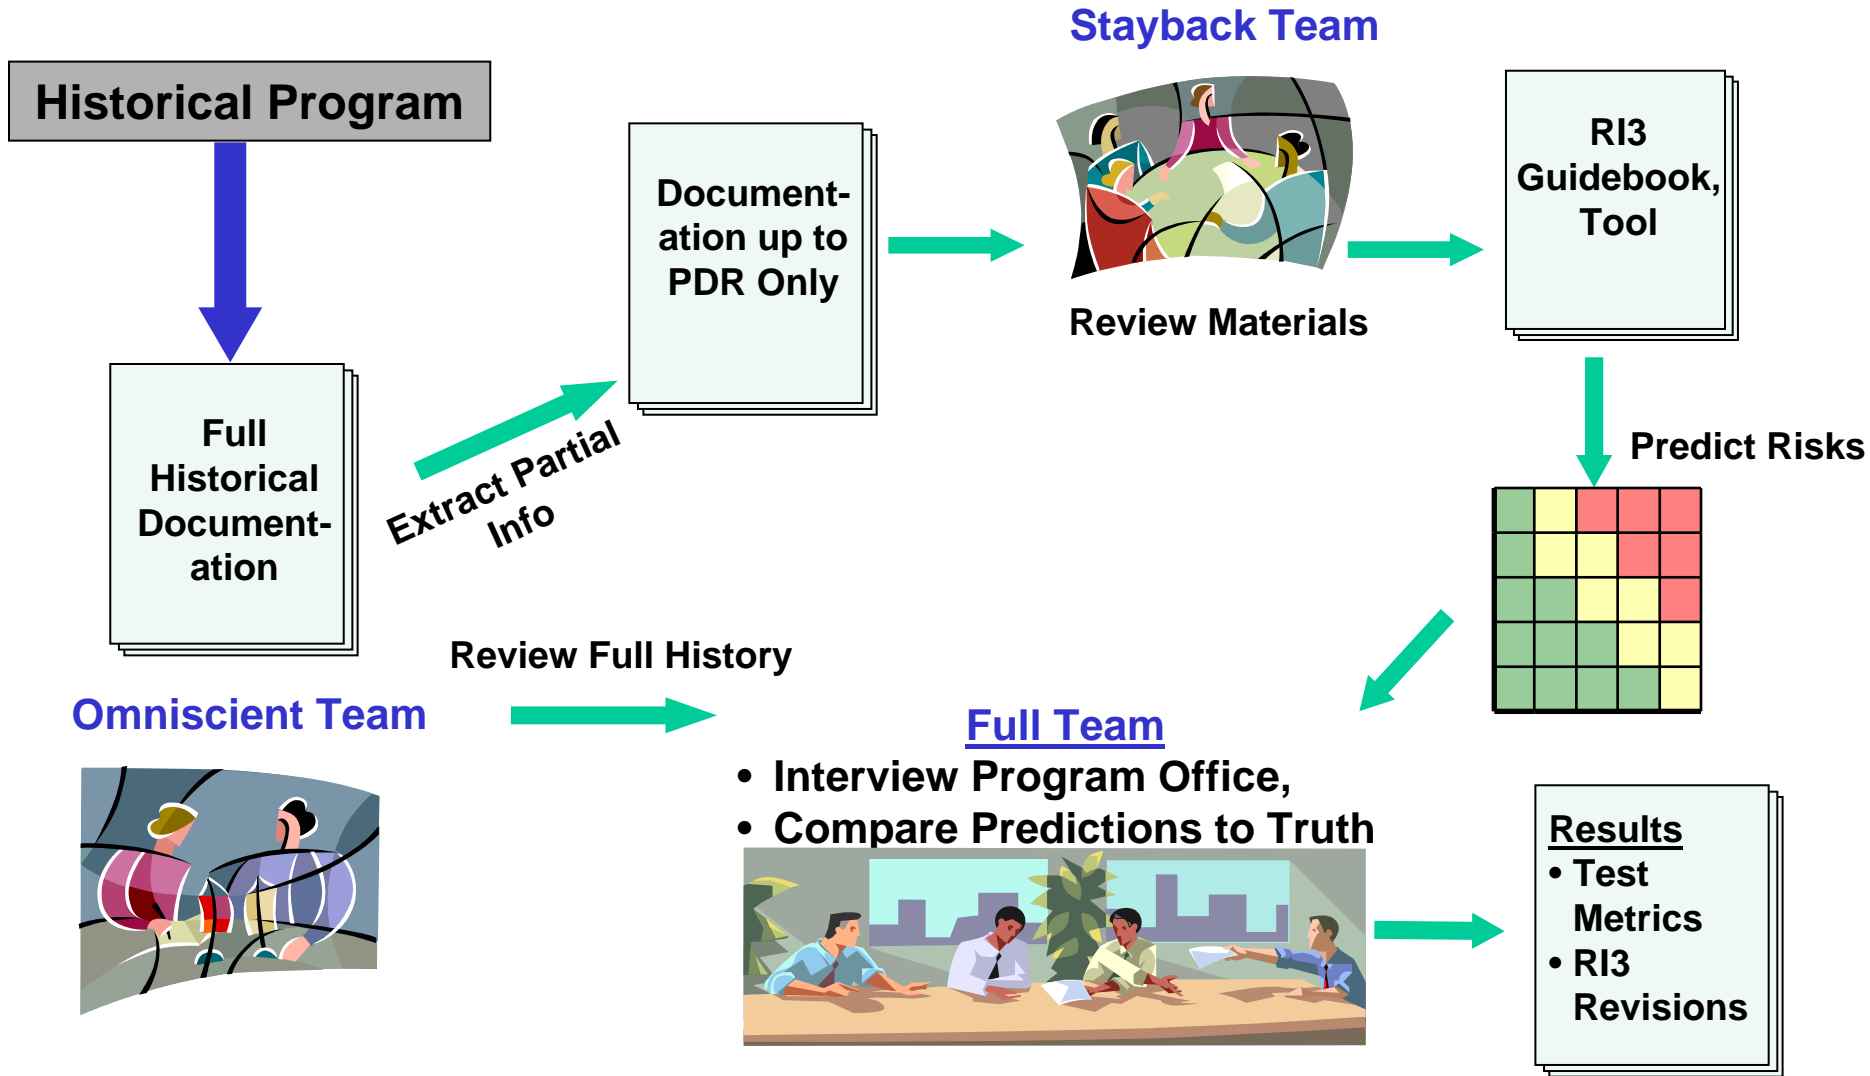 Stayback Team
Historical Program
Document-
ation up to
PDR Only
RI3
Guidebook,
Tool
Review Materials
Full
Historical
Document-
ation
Extract Partial
Info
Predict Risks
Review Full History
Omniscient Team
Full Team
• Interview Program Office,
• Compare Predictions to Truth
Results
• Test
Metrics
• RI3
Revisions